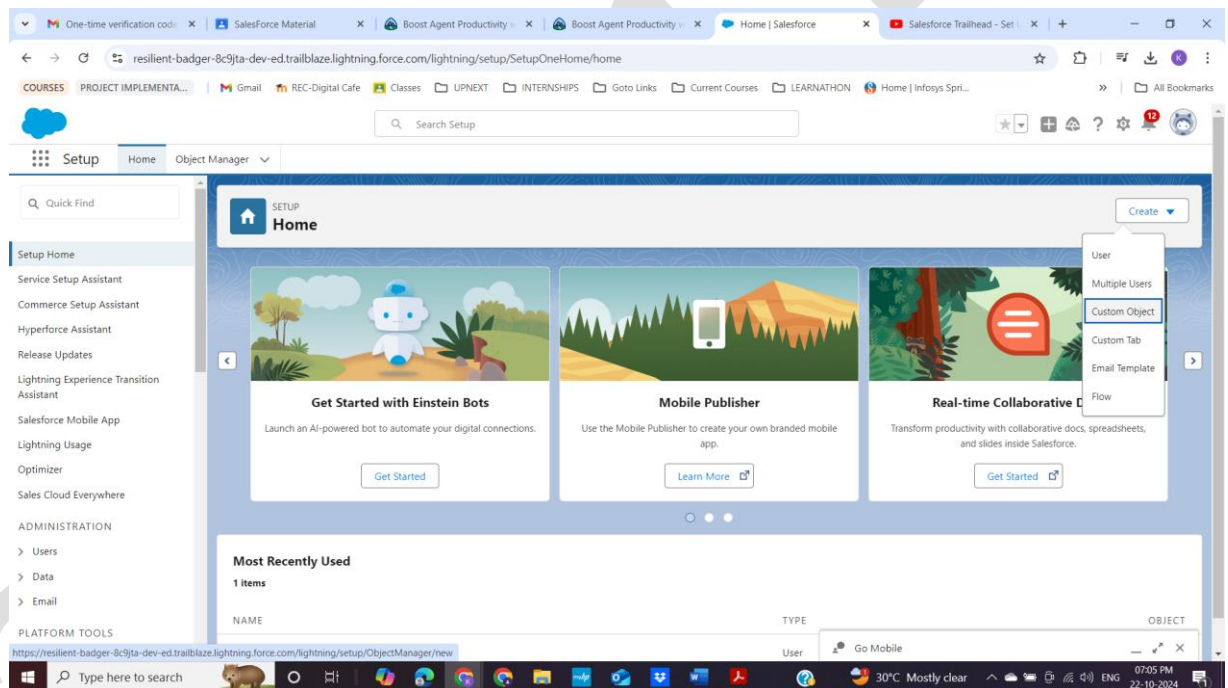 One-time verification code
SalesForce Material
Boost Agent Productivity w
Boost Agent Productivity w
Home | Salesforce
Salesforce Trailhead - Set
resilient-badger-8c9jta-dev-ed.trailblaze.lightning.force.com/lightning/setup/SetupOneHome/home
K
COURSES PROJECT IMPLEMENTA... Gmail REC-Digital Cafe Classes UPNEXT INTERNSHIPS Goto Links Current Courses LEARNATHON Home | Infosys Spri... » All Bookmarks
Search Setup
12
Setup Home Object Manager
Quick Find
SETUP
Home
Create
User
Multiple Users
Custom Object
Custom Tab
Email Template
Flow
Setup Home
Service Setup Assistant
Commerce Setup Assistant
Hyperforce Assistant
Release Updates
Lightning Experience Transition
Assistant
Salesforce Mobile App
Lightning Usage
Optimizer
Sales Cloud Everywhere
ADMINISTRATION
Users
Data
Email
PLATFORM TOOLS
Get Started with Einstein Bots
Launch an AI-powered bot to automate your digital connections.
Get Started
Mobile Publisher
Use the Mobile Publisher to create your own branded mobile
app.
Learn More
Real-time Collaborative D
Transform productivity with collaborative docs, spreadsheets,
and slides inside Salesforce.
Get Started
Most Recently Used
1 items
NAME TYPE OBJECT
User
Go Mobile
https://resilient-badger-8c9jta-dev-ed.trailblaze.lightning.force.com/lightning/setup/ObjectManager/new
Type here to search
30°C Mostly clear
ENG
07:05 PM
22-10-2024
1